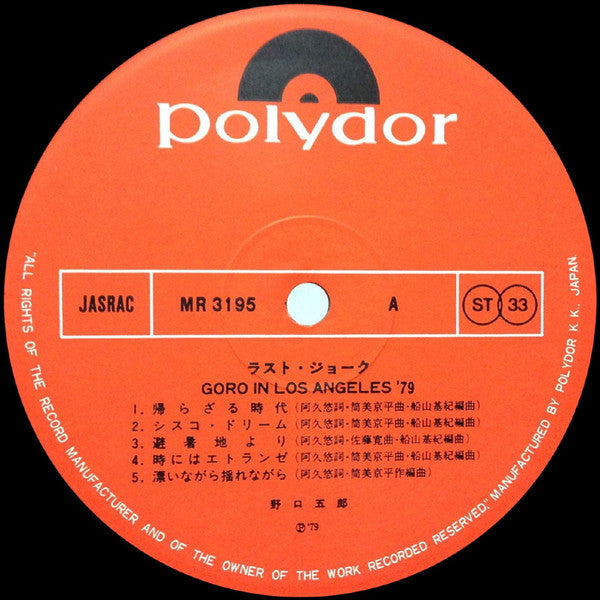 polydor
JASRAC MR 3195 A ST 33
ラスト・ジョーク
GORO IN LOS ANGELES '79
1. 帰らざる時代(阿久悠詞・筒美京平曲・船山基紀編曲)
2. シスコ・ドリーム(阿久悠詞・筒美京平曲・船山基紀編曲)
3. 避暑地より(阿久悠詞・佐藤寛曲・船山基紀編曲)
4. 時にはエトランゼ(阿久悠詞・筒美京平曲・船山基紀編曲)
5. 漂いながら揺れながら(阿久悠詞・筒美京平作編曲)
野口五郎
Ⓟ'79
"ALL RIGHTS OF THE RECORD MANUFACTURER AND OF THE OWNER OF THE WORK RECORDED RESERVED." MANUFACTURED BY POLYDOR K.K., JAPAN.